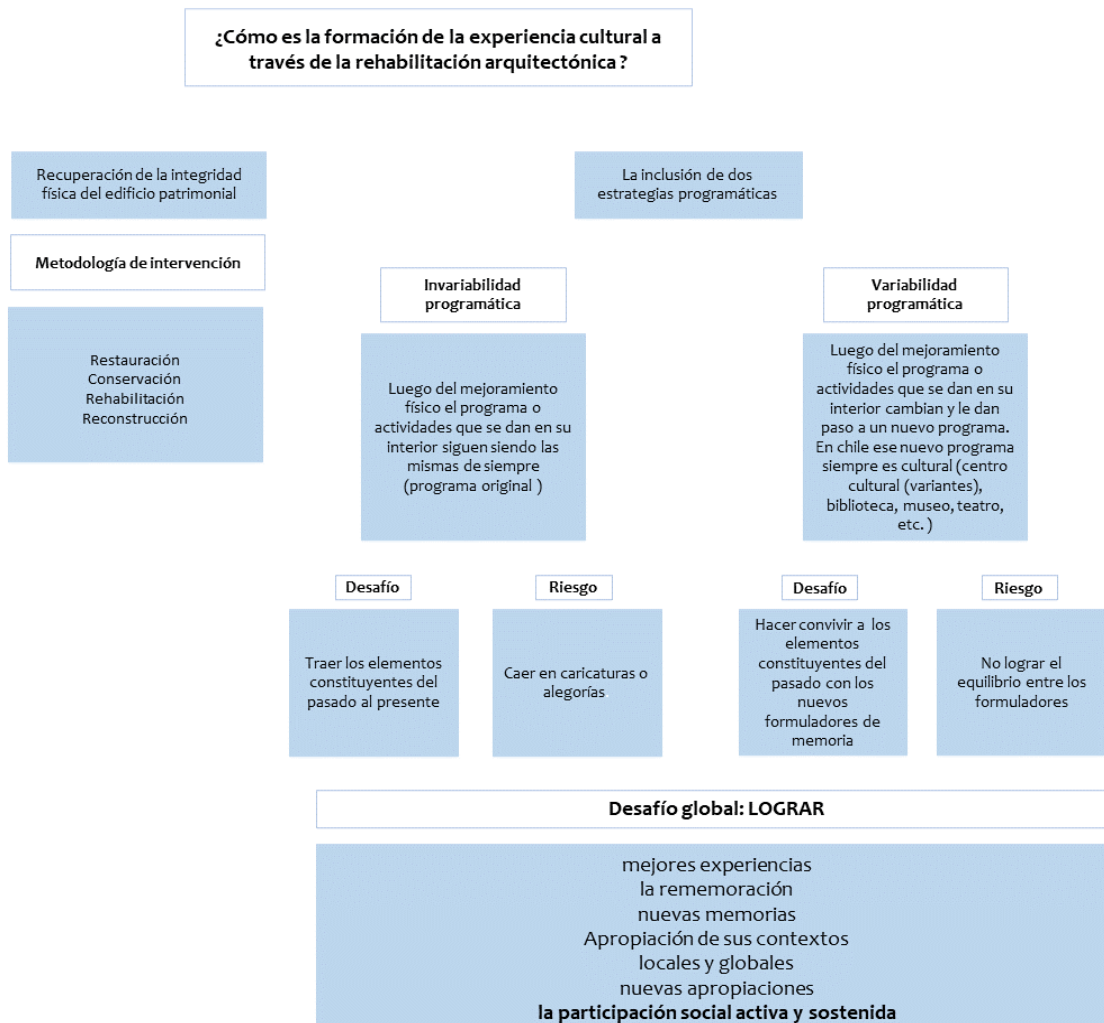 ¿Cómo es la formación de la experiencia cultural a
través de la rehabilitación arquitectónica ?
Recuperación de la integridad
física del edificio patrimonial
La inclusión de dos
estrategias programáticas
Metodología de intervención
Restauración
Conservación
Rehabilitación
Reconstrucción
Invariabilidad
programática
Variabilidad
programática
Luego del mejoramiento
físico el programa o
actividades que se dan en su
interior siguen siendo las
mismas de siempre
(programa original )
Luego del mejoramiento
físico el programa o
actividades que se dan en su
interior cambian y le dan
paso a un nuevo programa.
En chile ese nuevo programa
siempre es cultural (centro
cultural (variantes),
biblioteca, museo, teatro,
etc. )
Desafío
Riesgo
Desafío
Riesgo
Traer los elementos
constituyentes del
pasado al presente
Caer en caricaturas o
alegorías.
Hacer convivir a los
elementos
constituyentes del
pasado con los
nuevos
formuladores de
memoria
No lograr el
equilibrio entre los
formuladores
Desafío global: LOGRAR
mejores experiencias
la rememoración
nuevas memorias
Apropiación de sus contextos
locales y globales
nuevas apropiaciones
la participación social activa y sostenida